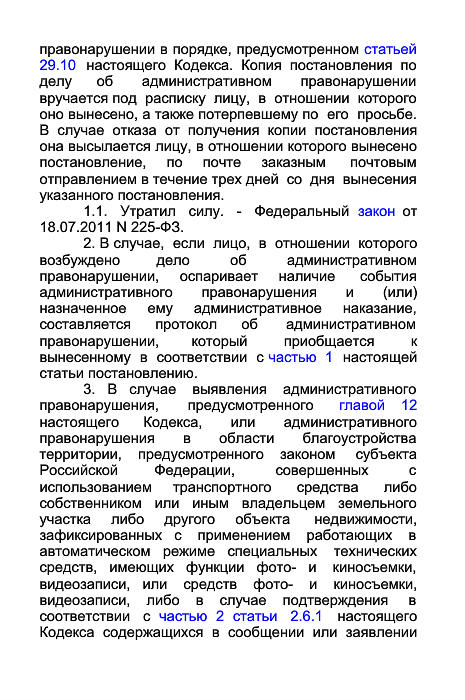 правонарушении в порядке, предусмотренном статьей
29.10 настоящего Кодекса. Копия постановления по
делу об административном правонарушении
вручается под расписку лицу, в отношении которого
оно вынесено, а также потерпевшему по его просьбе.
В случае отказа от получения копии постановления
она высылается лицу, в отношении которого вынесено
постановление, по почте заказным почтовым
отправлением в течение трех дней со дня вынесения
указанного постановления.
1.1. Утратил силу. - Федеральный закон от
18.07.2011 N 225-ФЗ.
2. В случае, если лицо, в отношении которого
возбуждено дело об административном
правонарушении, оспаривает наличие события
административного правонарушения и (или)
назначенное ему административное наказание,
составляется протокол об административном
правонарушении, который приобщается к
вынесенному в соответствии с частью 1 настоящей
статьи постановлению.
3. В случае выявления административного
правонарушения, предусмотренного главой 12
настоящего Кодекса, или административного
правонарушения в области благоустройства
территории, предусмотренного законом субъекта
Российской Федерации, совершенных с
использованием транспортного средства либо
собственником или иным владельцем земельного
участка либо другого объекта недвижимости,
зафиксированных с применением работающих в
автоматическом режиме специальных технических
средств, имеющих функции фото- и киносъемки,
видеозаписи, или средств фото- и киносъемки,
видеозаписи, либо в случае подтверждения в
соответствии с частью 2 статьи 2.6.1 настоящего
Кодекса содержащихся в сообщении или заявлении